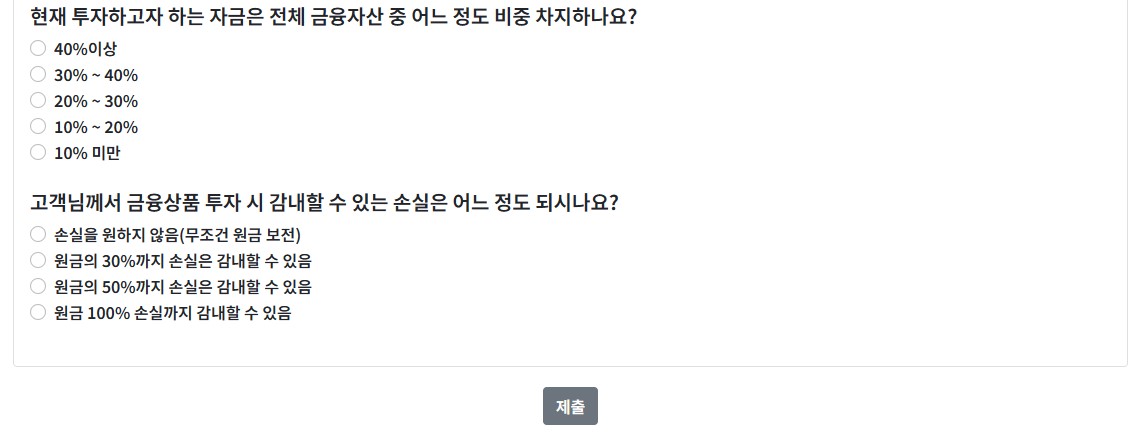 현재 투자하고자 하는 자금은 전체 금융자산 중 어느 정도 비중 차지하나요?
40%이상
30% ~ 40%
20% ~ 30%
10% ~ 20%
10% 미만
고객님께서 금융상품 투자 시 감내할 수 있는 손실은 어느 정도 되시나요?
손실을 원하지 않음(무조건 원금 보전)
원금의 30%까지 손실은 감내할 수 있음
원금의 50%까지 손실은 감내할 수 있음
원금 100% 손실까지 감내할 수 있음
제출